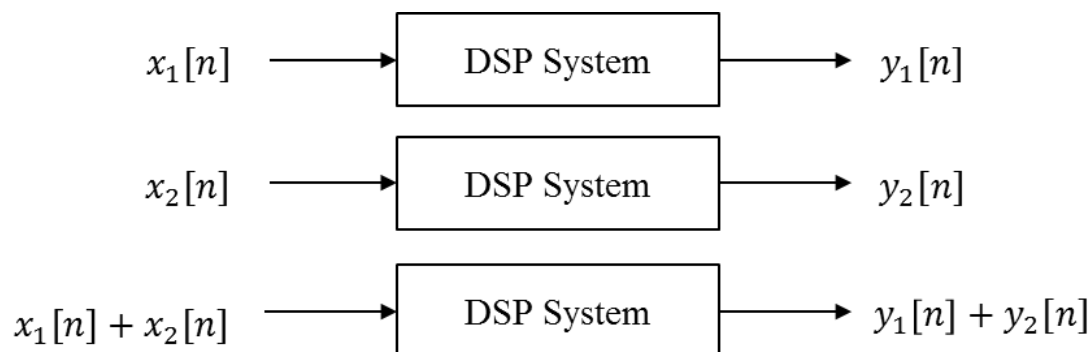 x₁[n] DSP System y₁[n]
x₂[n] DSP System y₂[n]
x₁[n] + x₂[n] DSP System y₁[n] + y₂[n]